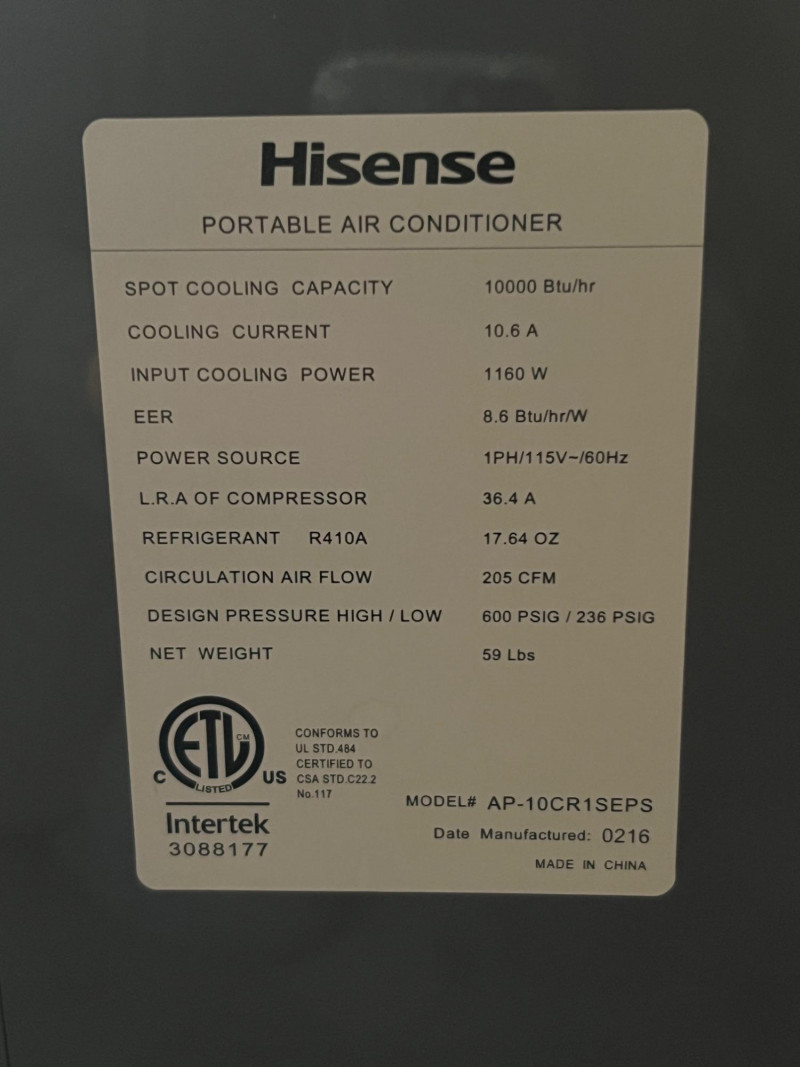 Hisense
PORTABLE AIR CONDITIONER
SPOT COOLING CAPACITY 10000 Btu/hr
COOLING CURRENT 10.6 A
INPUT COOLING POWER 1160 W
EER 8.6 Btu/hr/W
POWER SOURCE 1PH/115V~/60Hz
L.R.A OF COMPRESSOR 36.4 A
REFRIGERANT R410A 17.64 OZ
CIRCULATION AIR FLOW 205 CFM
DESIGN PRESSURE HIGH / LOW 600 PSIG / 236 PSIG
NET WEIGHT 59 Lbs
ETL CM
C LISTED US
Intertek
3088177
CONFORMS TO
UL STD.484
CERTIFIED TO
CSA STD.C22.2
No.117
MODEL# AP-10CR1SEPS
Date Manufactured: 0216
MADE IN CHINA